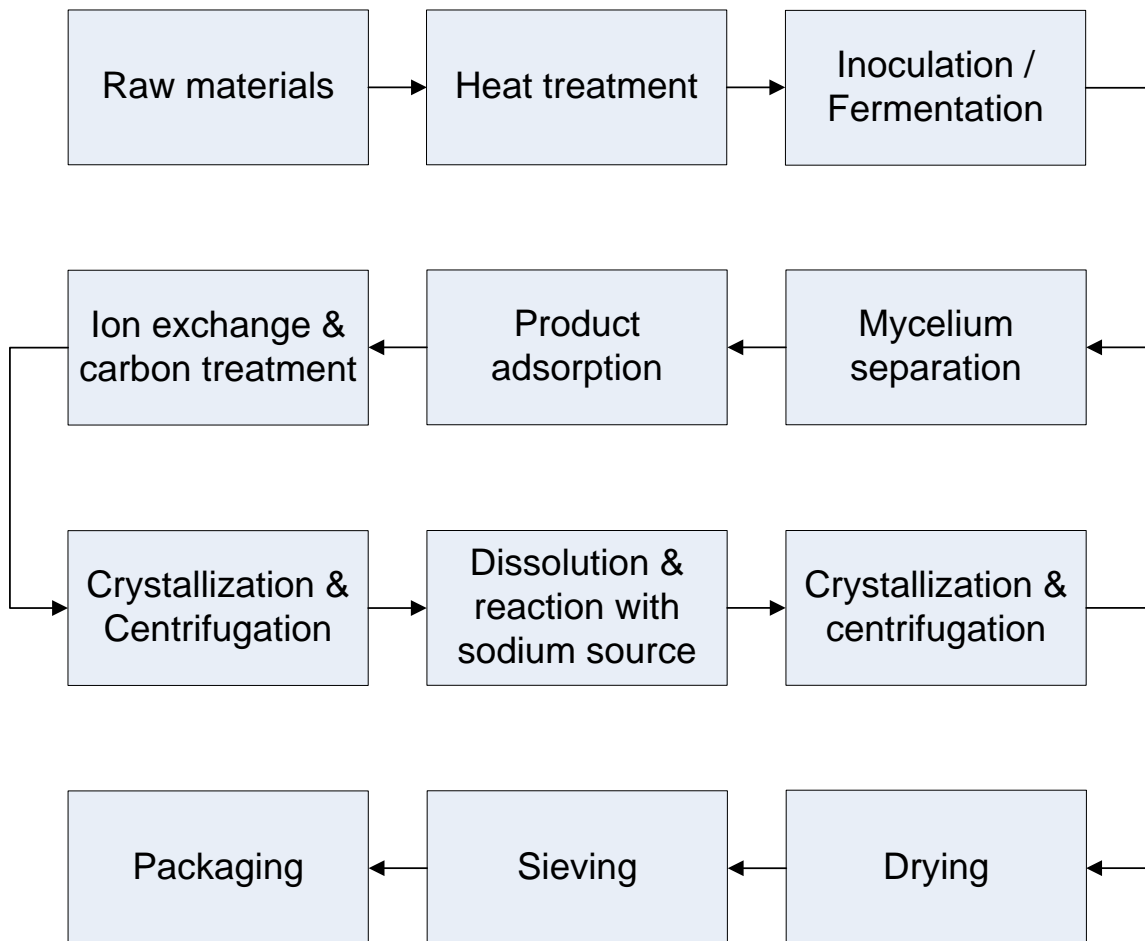 Raw materials
Heat treatment
Inoculation /
Fermentation
Mycelium
separation
Product
adsorption
Ion exchange &
carbon treatment
Crystallization &
Centrifugation
Dissolution &
reaction with
sodium source
Crystallization &
centrifugation
Drying
Sieving
Packaging